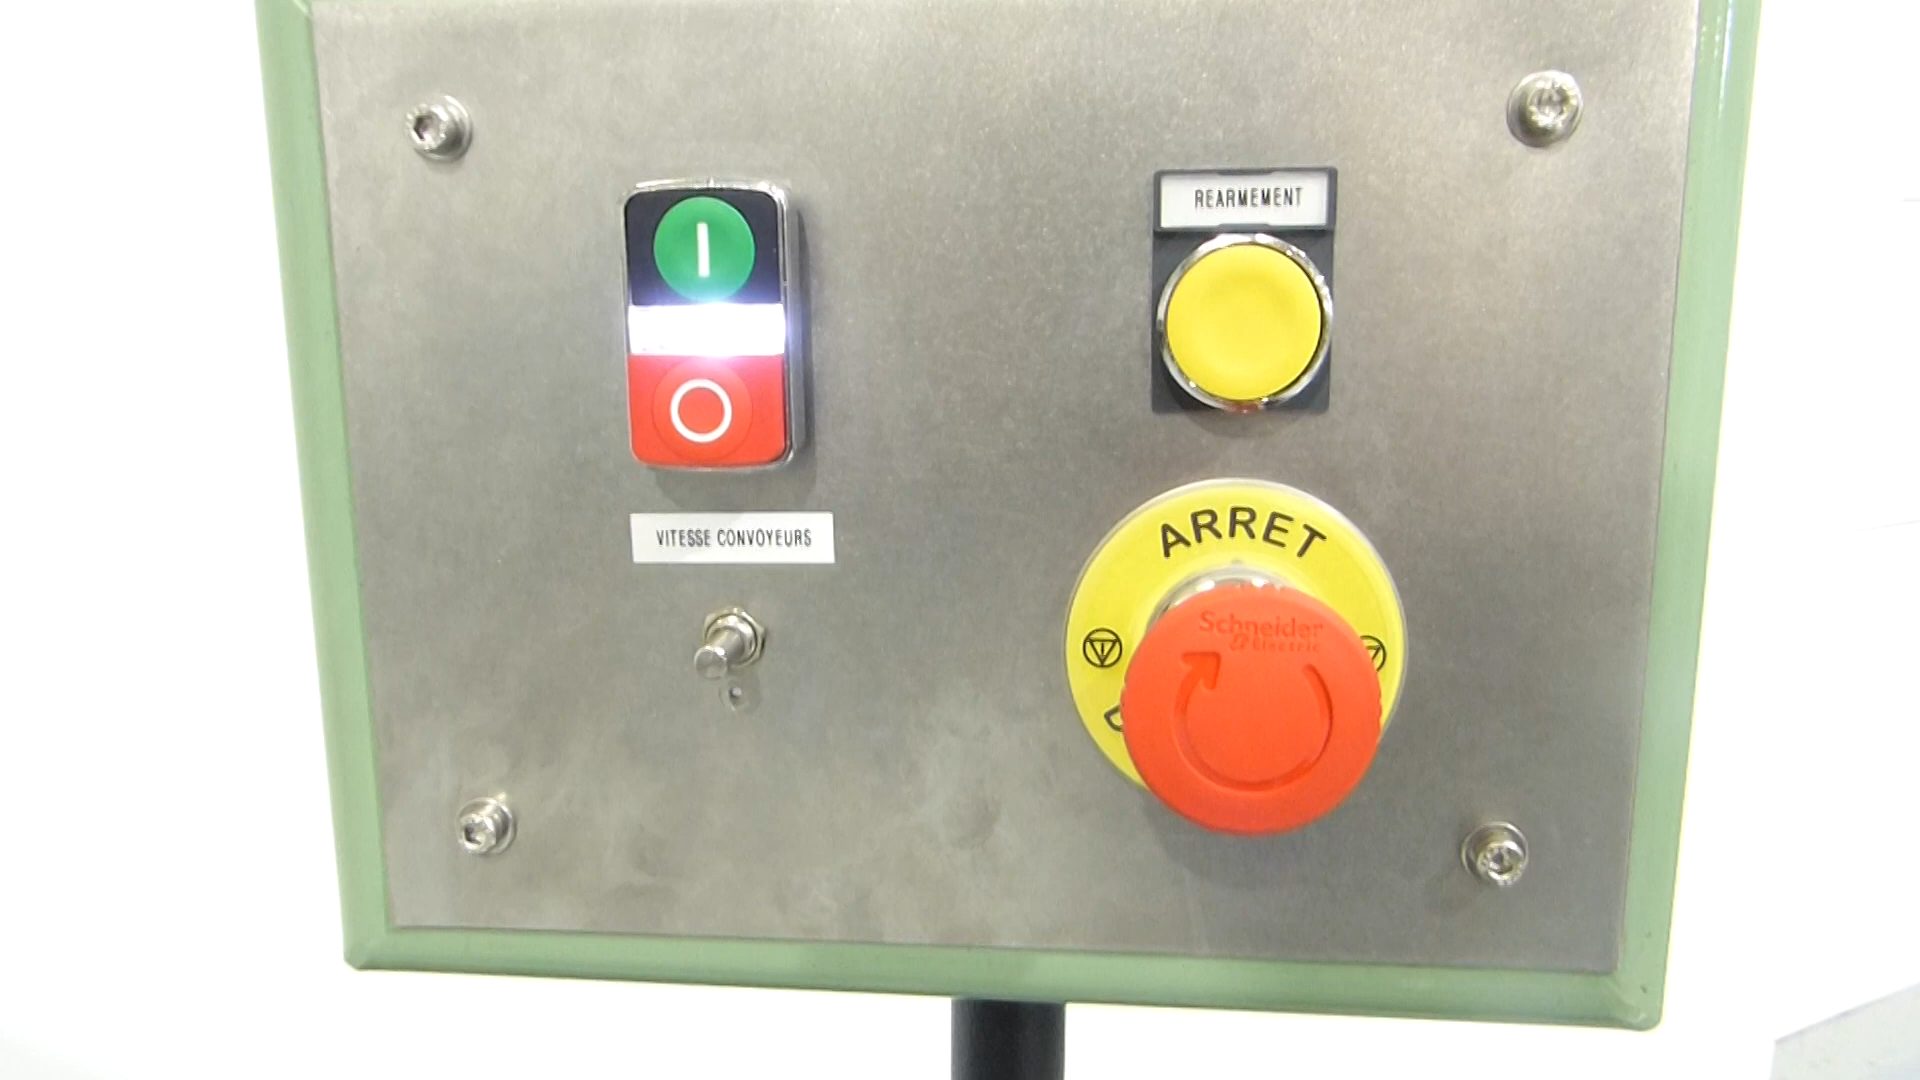 REARMEMENT
VITESSE CONVOYEURS
ARRET
Schneider
Electric